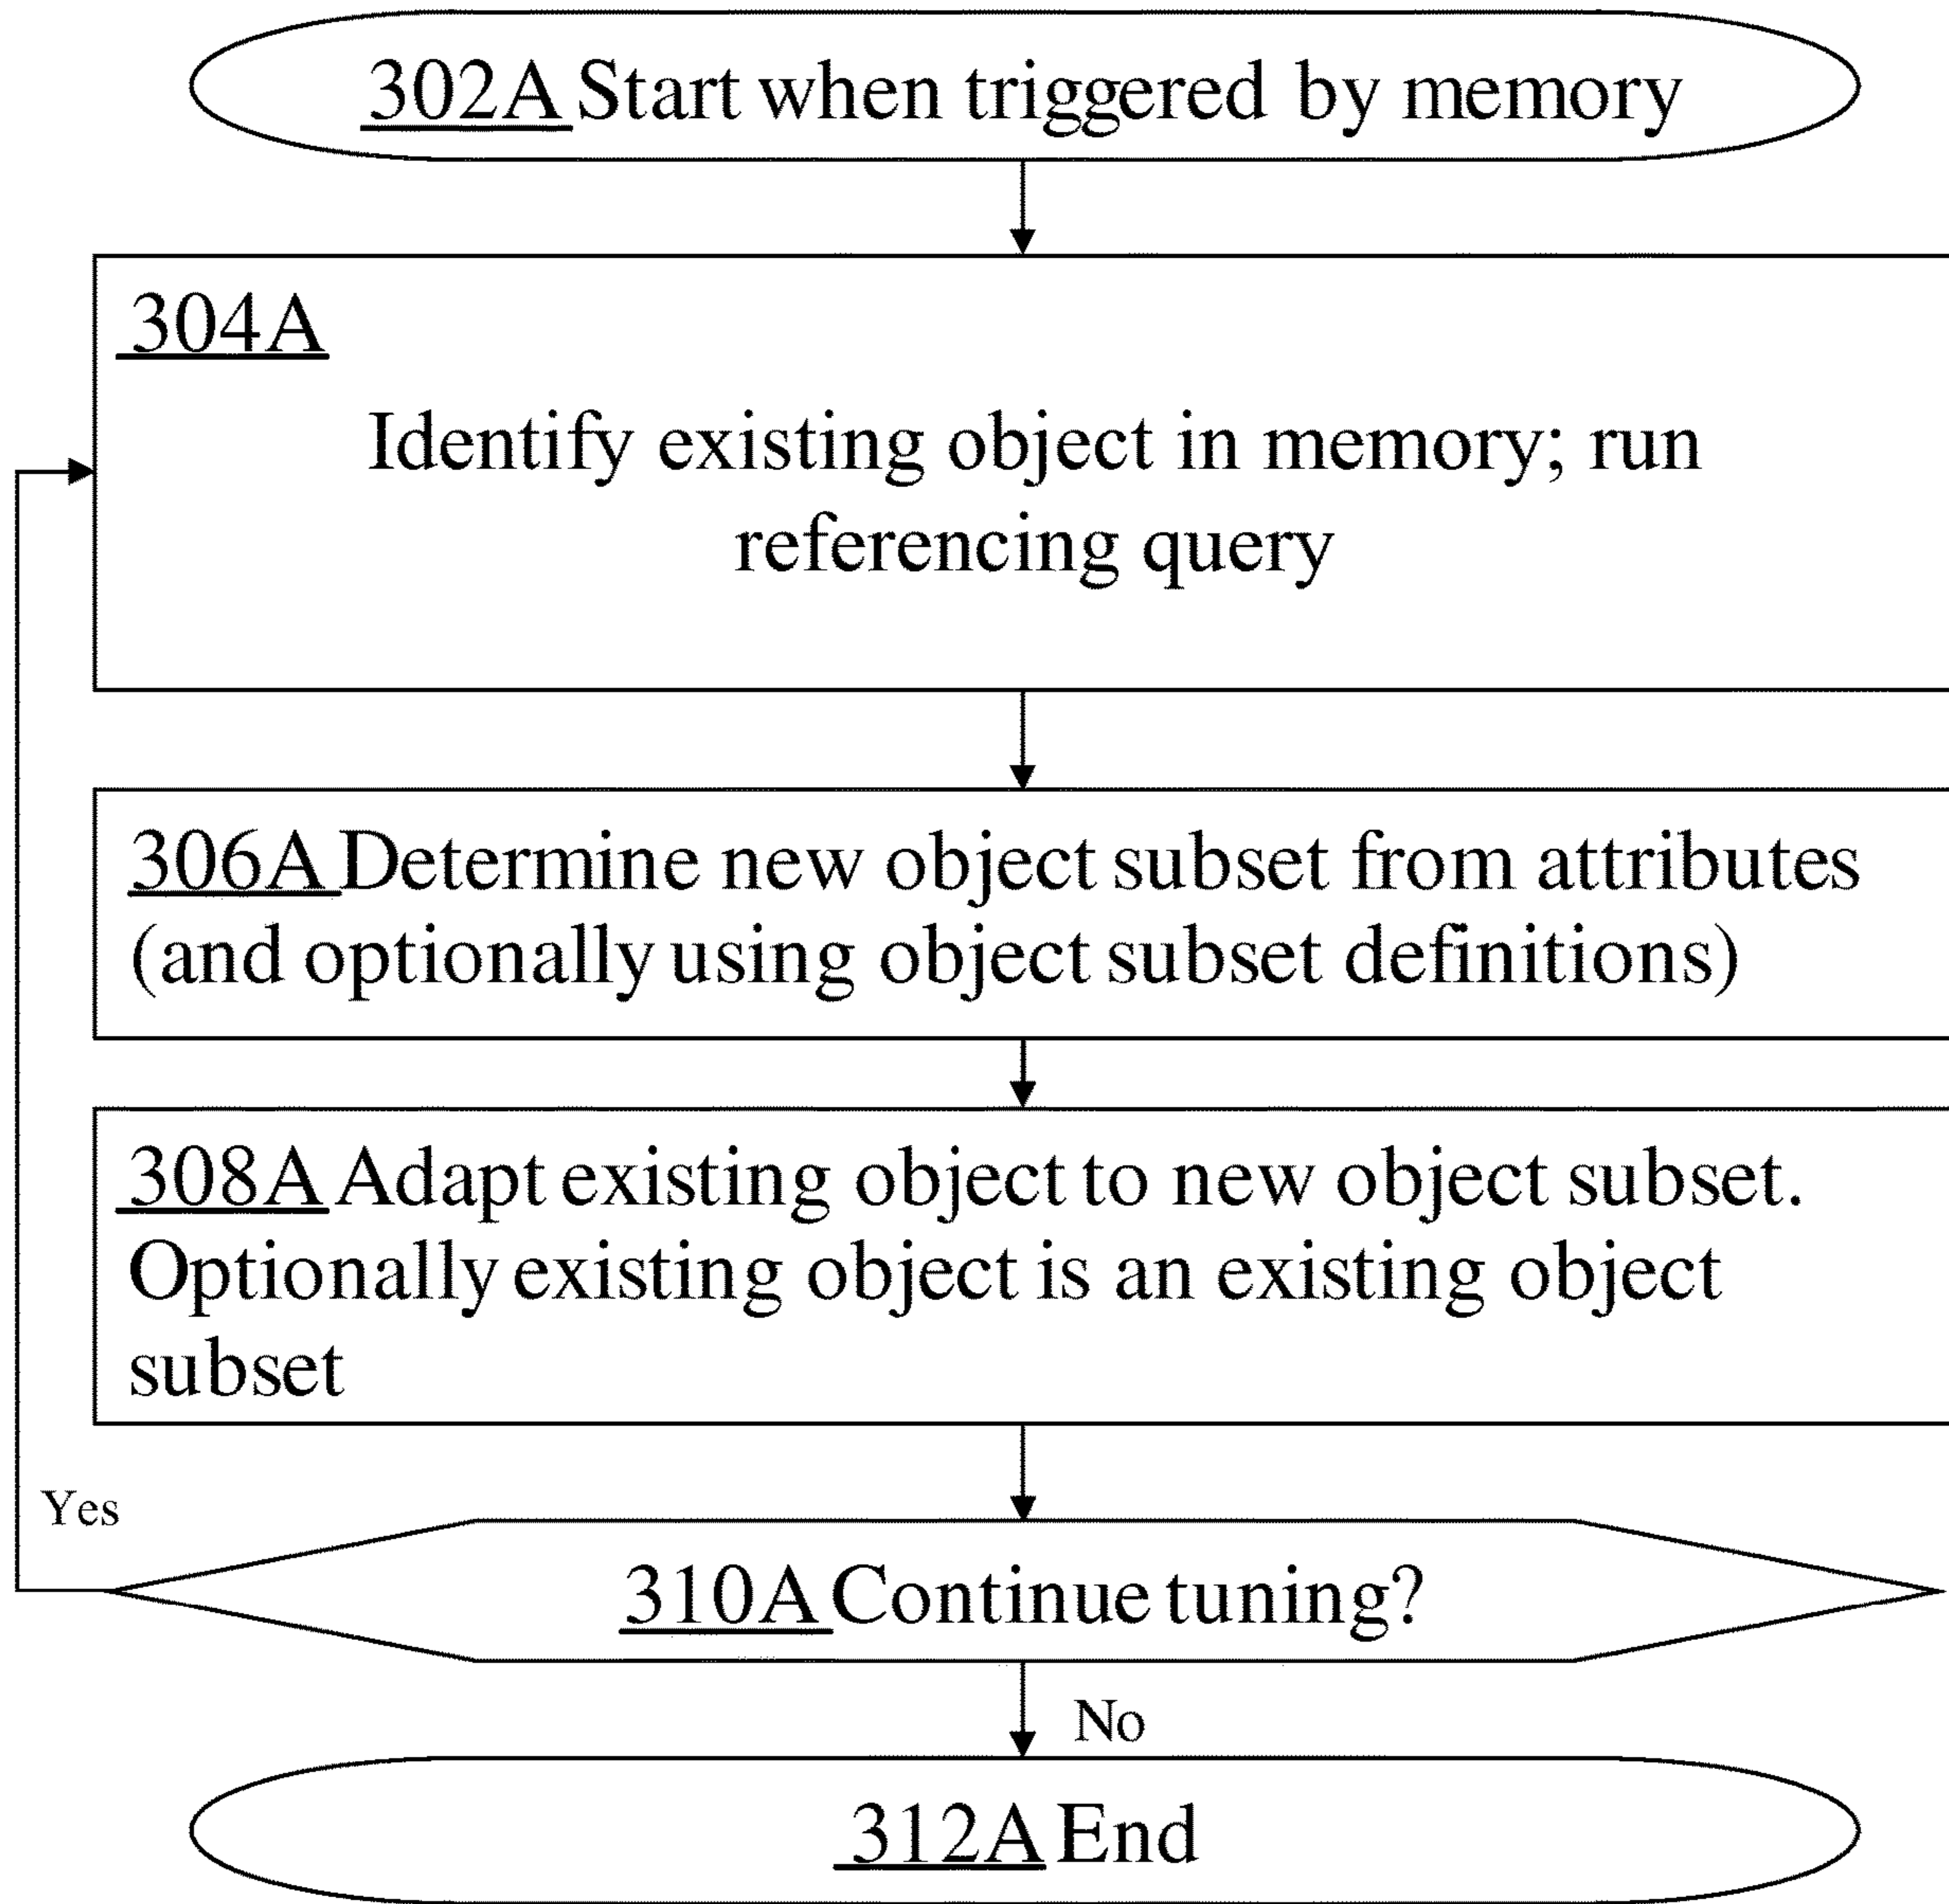 302A Start when triggered by memory
304A
Identify existing object in memory; run
referencing query
306A Determine new object subset from attributes
(and optionally using object subset definitions)
308A Adapt existing object to new object subset.
Optionally existing object is an existing object
subset
Yes
310A Continue tuning?
No
312A End